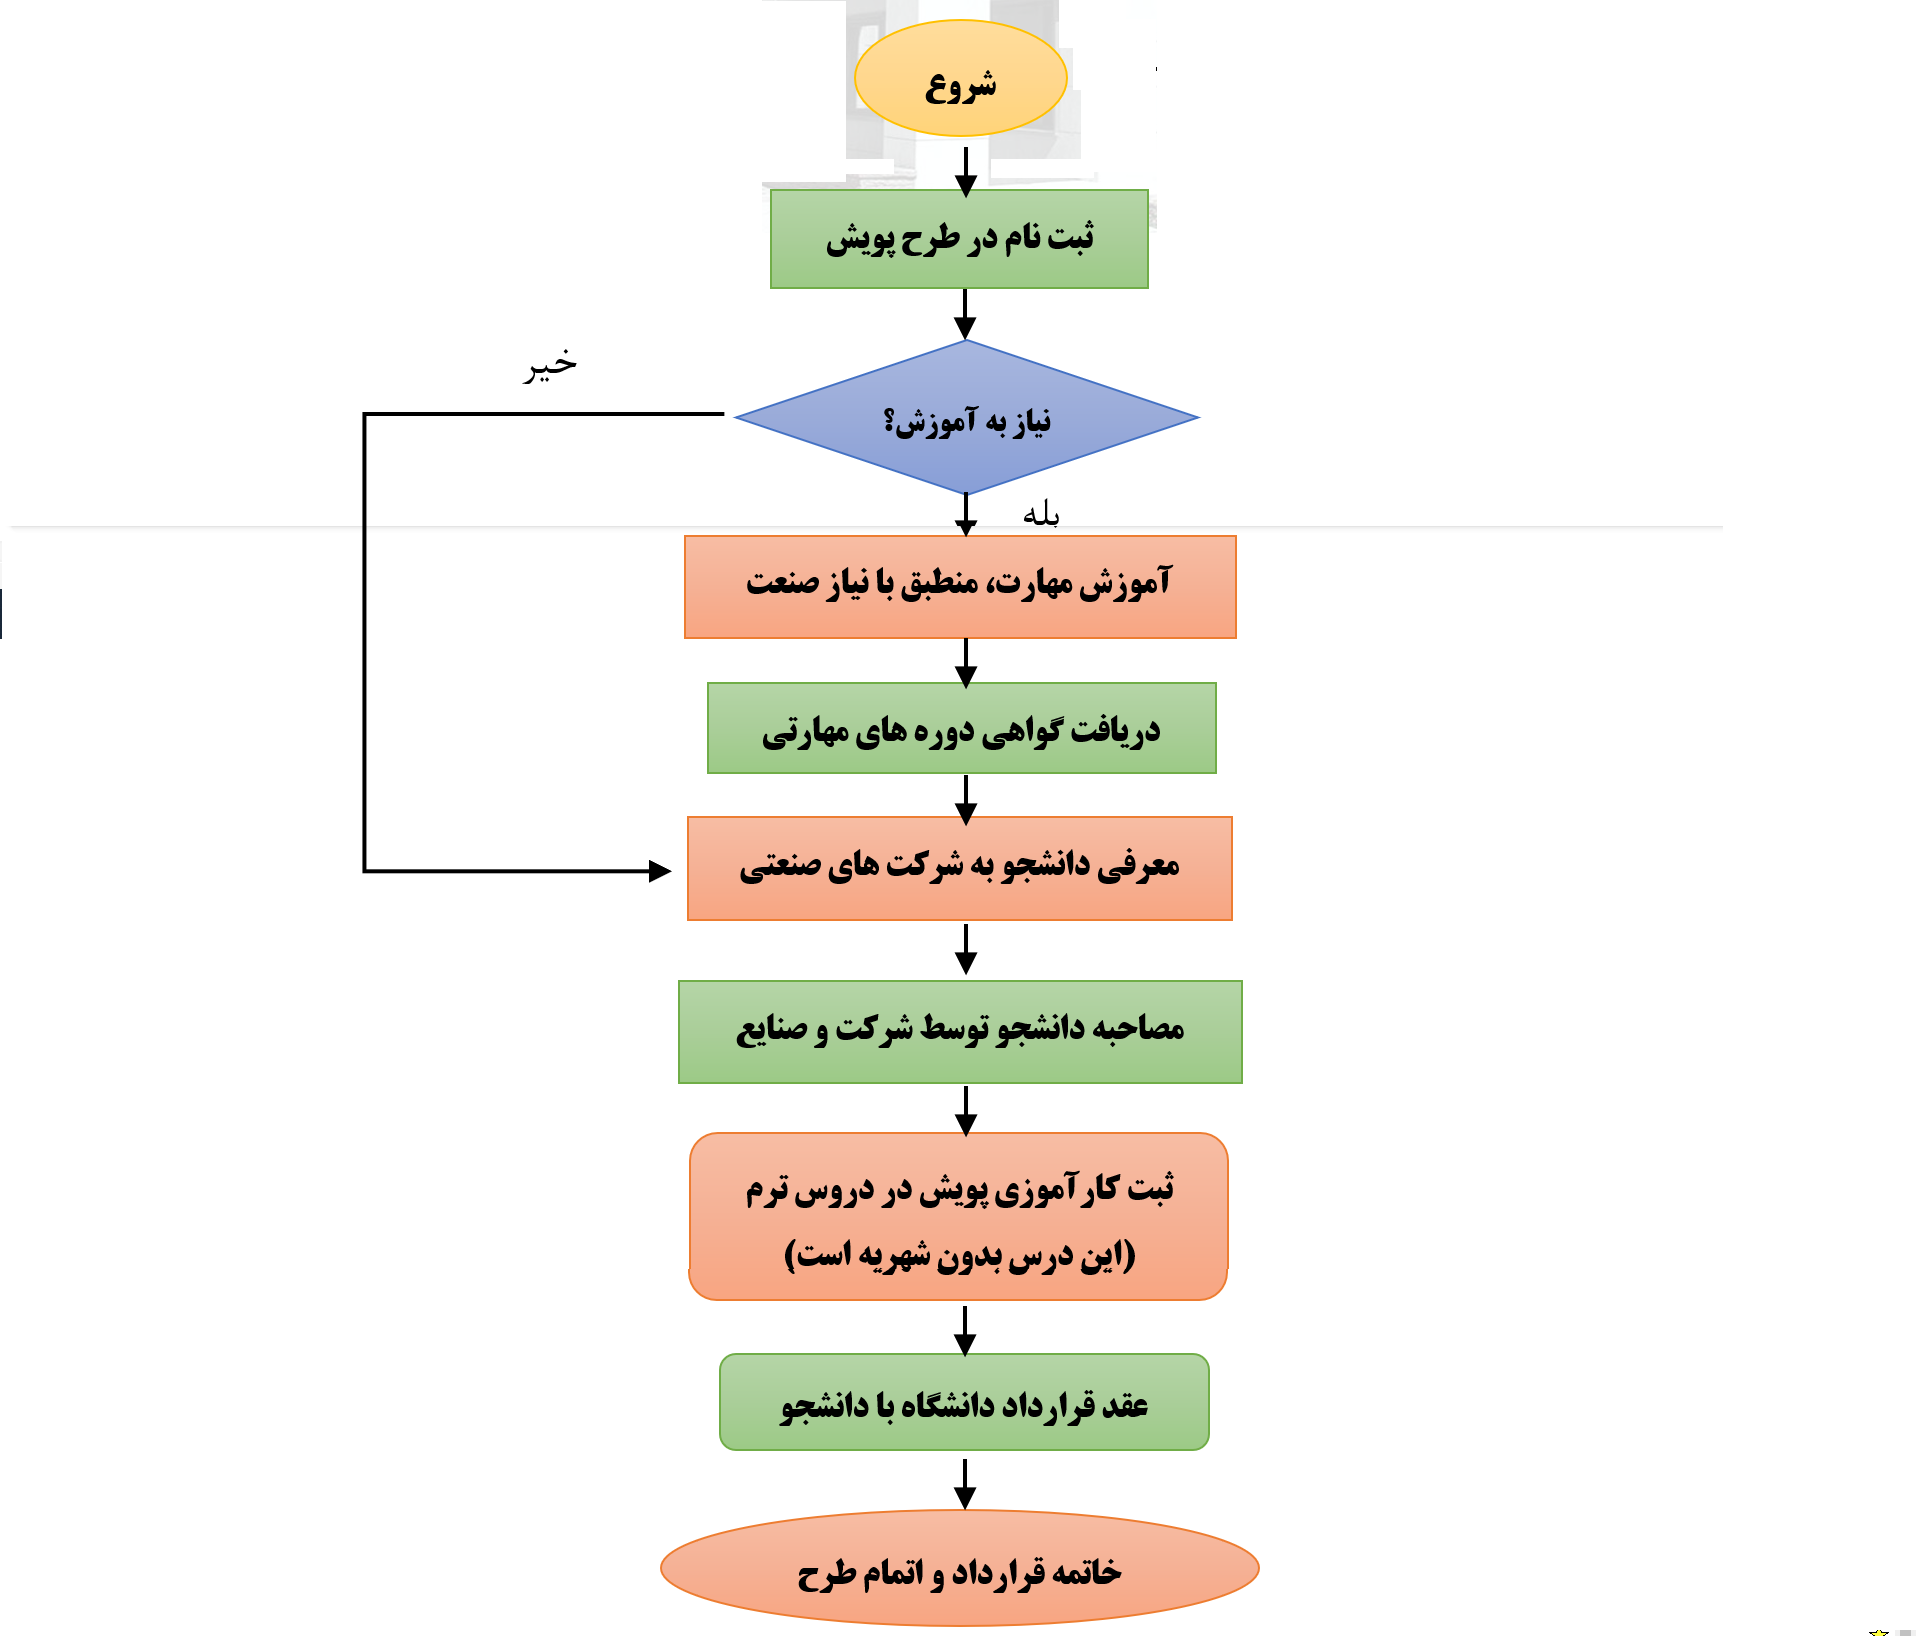 شروع
ثبت نام در طرح پویش
نیاز به آموزش؟
خیر
بله
آموزش مهارت، منطبق با نیاز صنعت
دریافت گواهی دوره های مهارتی
معرفی دانشجو به شرکت های صنعتی
مصاحبه دانشجو توسط شرکت و صنایع
ثبت کارآموزی پویش در دروس ترم
(این درس بدون شهریه است)
عقد قرارداد دانشگاه با دانشجو
خاتمه قرارداد و اتمام طرح